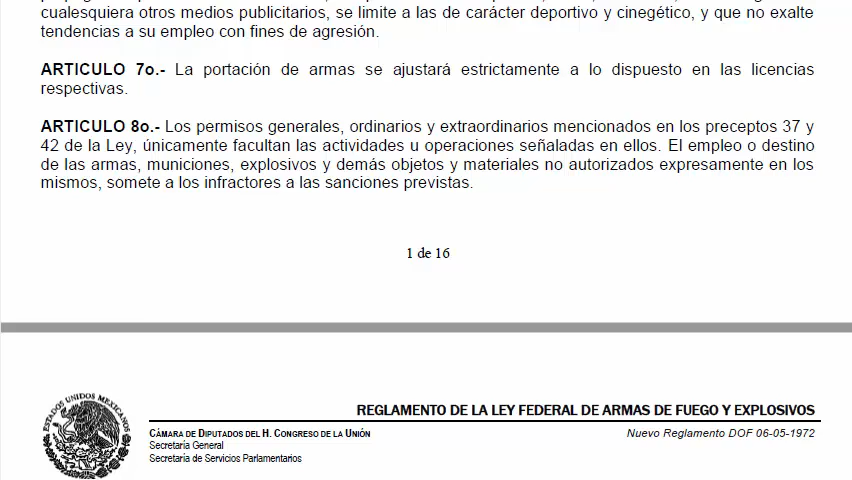 cualesquiera otros medios publicitarios, se limite a las de carácter deportivo y cinegético, y que no exalte
tendencias a su empleo con fines de agresión.
ARTICULO 7o.- La portación de armas se ajustará estrictamente a lo dispuesto en las licencias
respectivas.
ARTICULO 8o.- Los permisos generales, ordinarios y extraordinarios mencionados en los preceptos 37 y
42 de la Ley, únicamente facultan las actividades u operaciones señaladas en ellos. El empleo o destino
de las armas, municiones, explosivos y demás objetos y materiales no autorizados expresamente en los
mismos, somete a los infractores a las sanciones previstas.
1 de 16
ESTADOS UNIDOS MEXICANOS
REGLAMENTO DE LA LEY FEDERAL DE ARMAS DE FUEGO Y EXPLOSIVOS
CÁMARA DE DIPUTADOS DEL H. CONGRESO DE LA UNIÓN
Nuevo Reglamento DOF 06-05-1972
Secretaría General
Secretaría de Servicios Parlamentarios